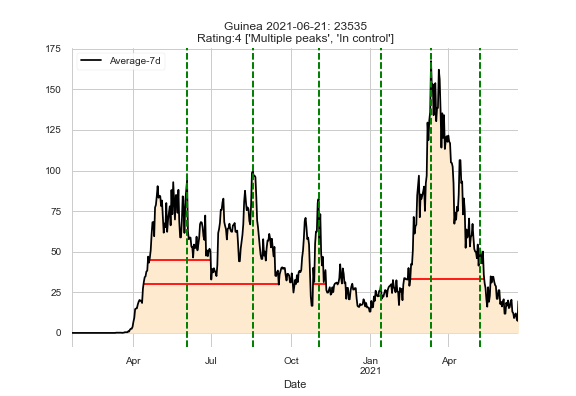 Guinea 2021-06-21: 23535
Rating:4 ['Multiple peaks', 'In control']
Average-7d
175
150
125
100
75
50
25
0
Apr
Jul
Oct
Jan
2021
Apr
Date